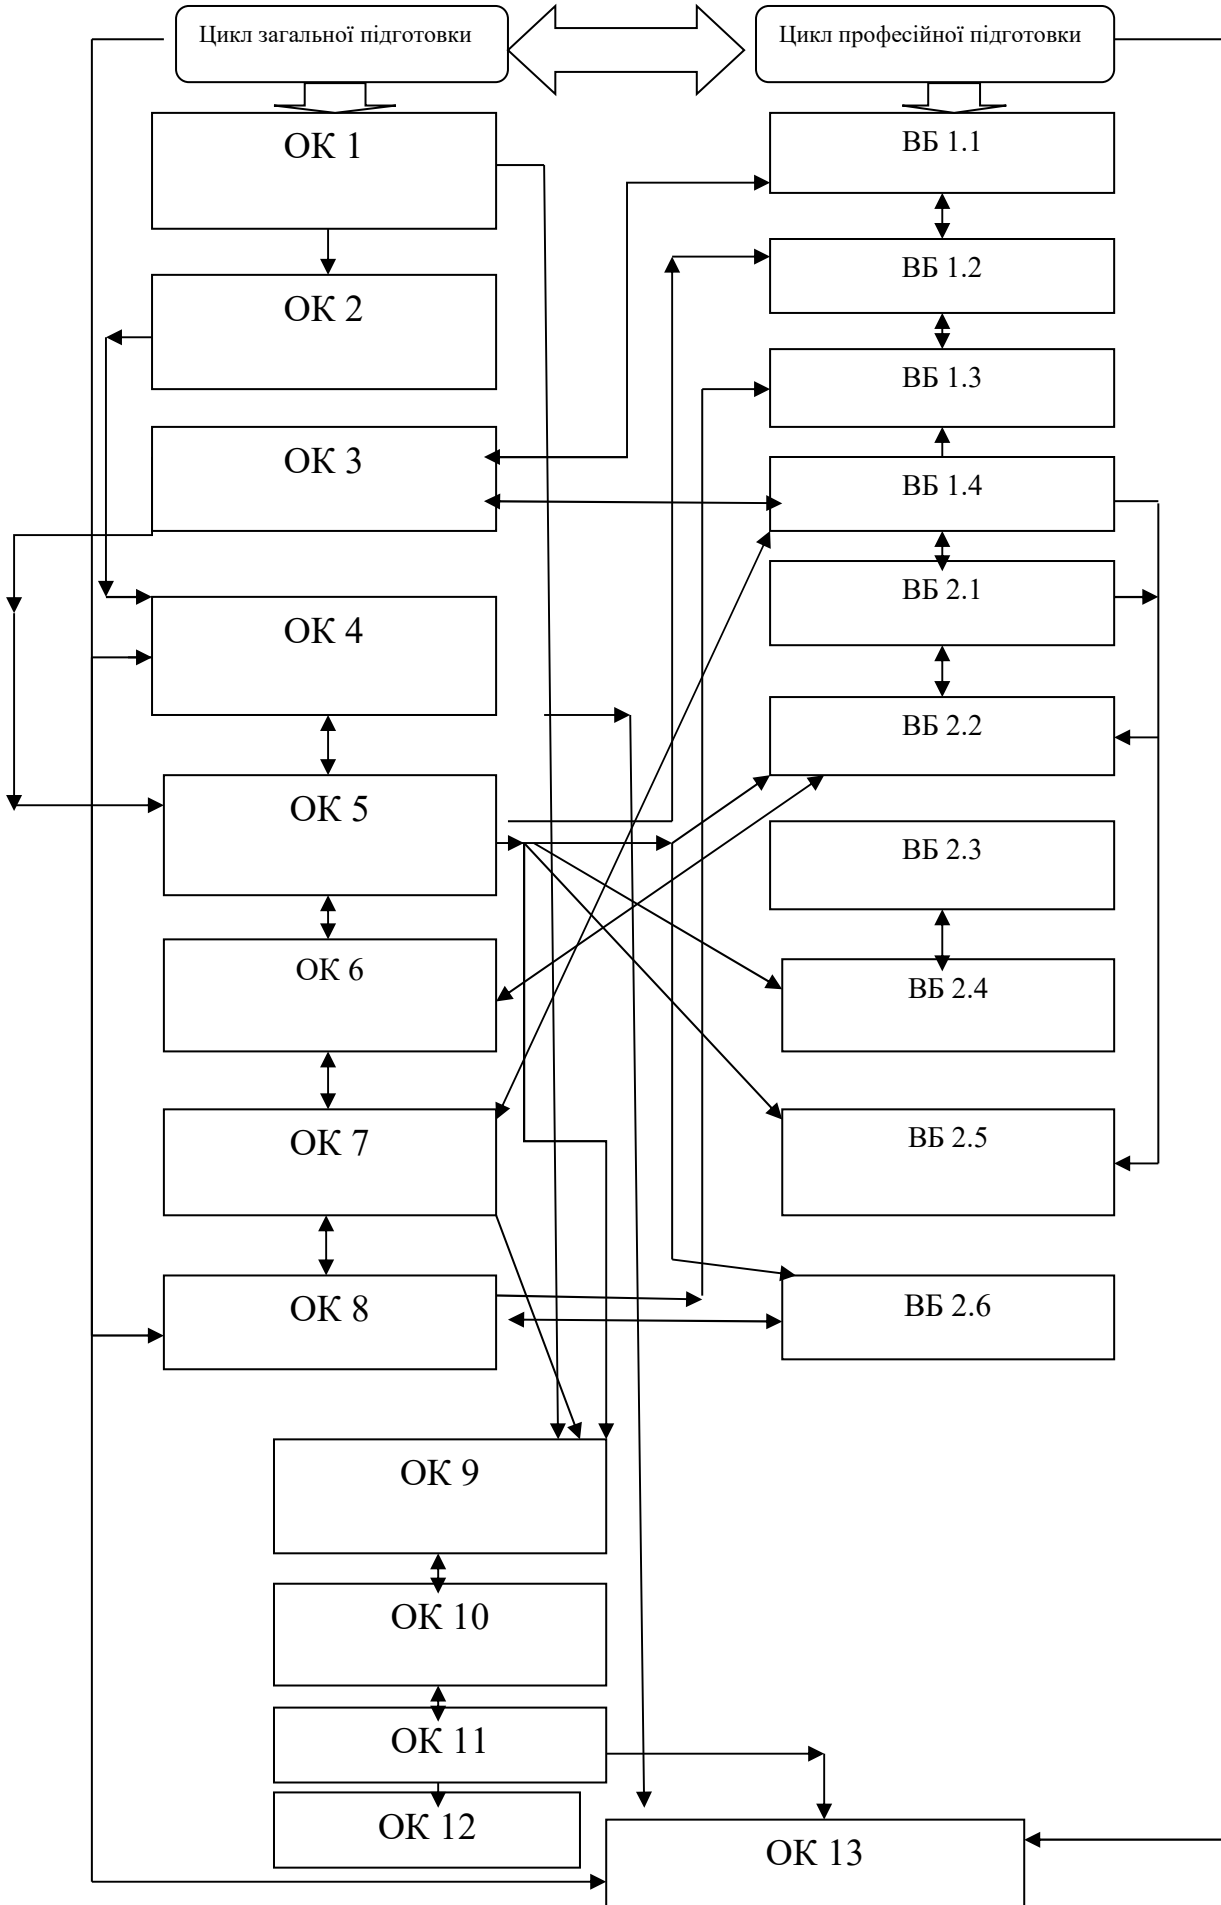 Цикл загальної підготовки
Цикл професійної підготовки
ОК 1
ВБ 1.1
ВБ 1.2
ОК 2
ВБ 1.3
ОК 3
ВБ 1.4
ВБ 2.1
ОК 4
ВБ 2.2
ОК 5
ВБ 2.3
ОК 6
ВБ 2.4
ОК 7
ВБ 2.5
ОК 8
ВБ 2.6
ОК 9
ОК 10
ОК 11
ОК 12
ОК 13